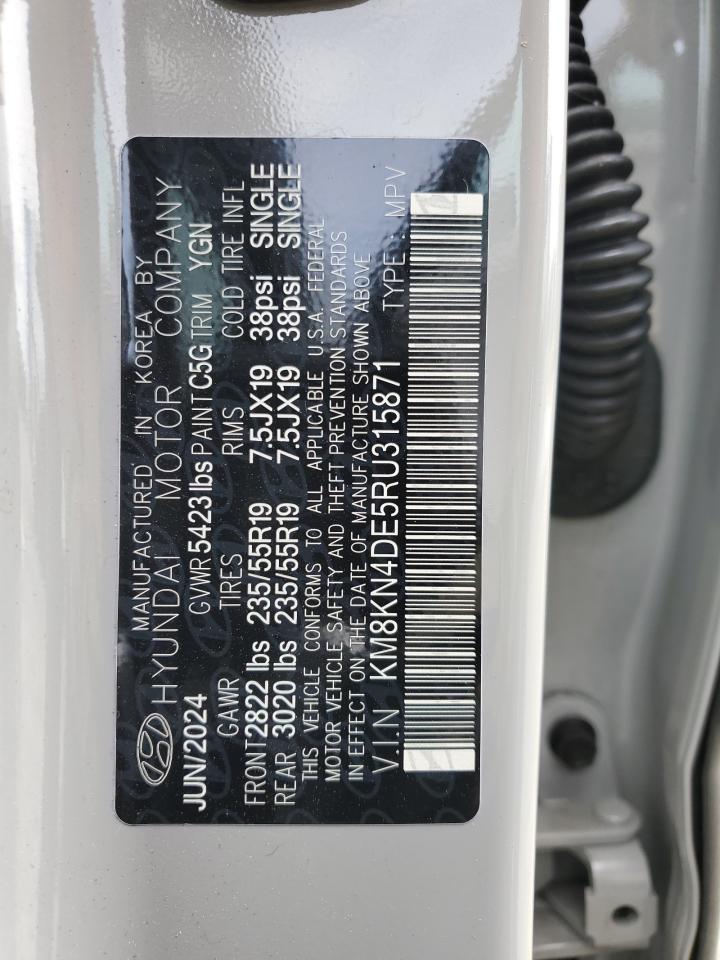 MANUFACTURED IN KOREA BY
HYUNDAI MOTOR COMPANY
JUN/2024 GVWR 5423 lbs PAINT C5G TRIM YGN
GAWR TIRES RIMS COLD TIRE INFL
FRONT 2822 lbs 235/55R19 7.5JX19 38psi SINGLE
REAR 3020 lbs 235/55R19 7.5JX19 38psi SINGLE
THIS VEHICLE CONFORMS TO ALL APPLICABLE U.S.A. FEDERAL
MOTOR VEHICLE SAFETY AND THEFT PREVENTION STANDARDS
IN EFFECT ON THE DATE OF MANUFACTURE SHOWN ABOVE
V.I.N KM8KN4DE5RU315871 TYPE MPV